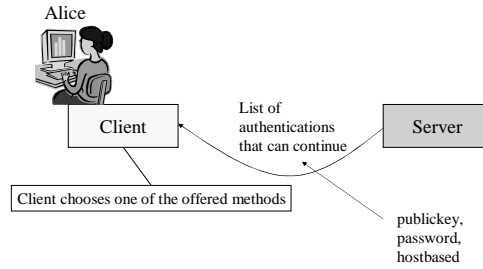 Alice
Client
List of
authentications
that can continue
Server
Client chooses one of the offered methods
publickey,
password,
hostbased